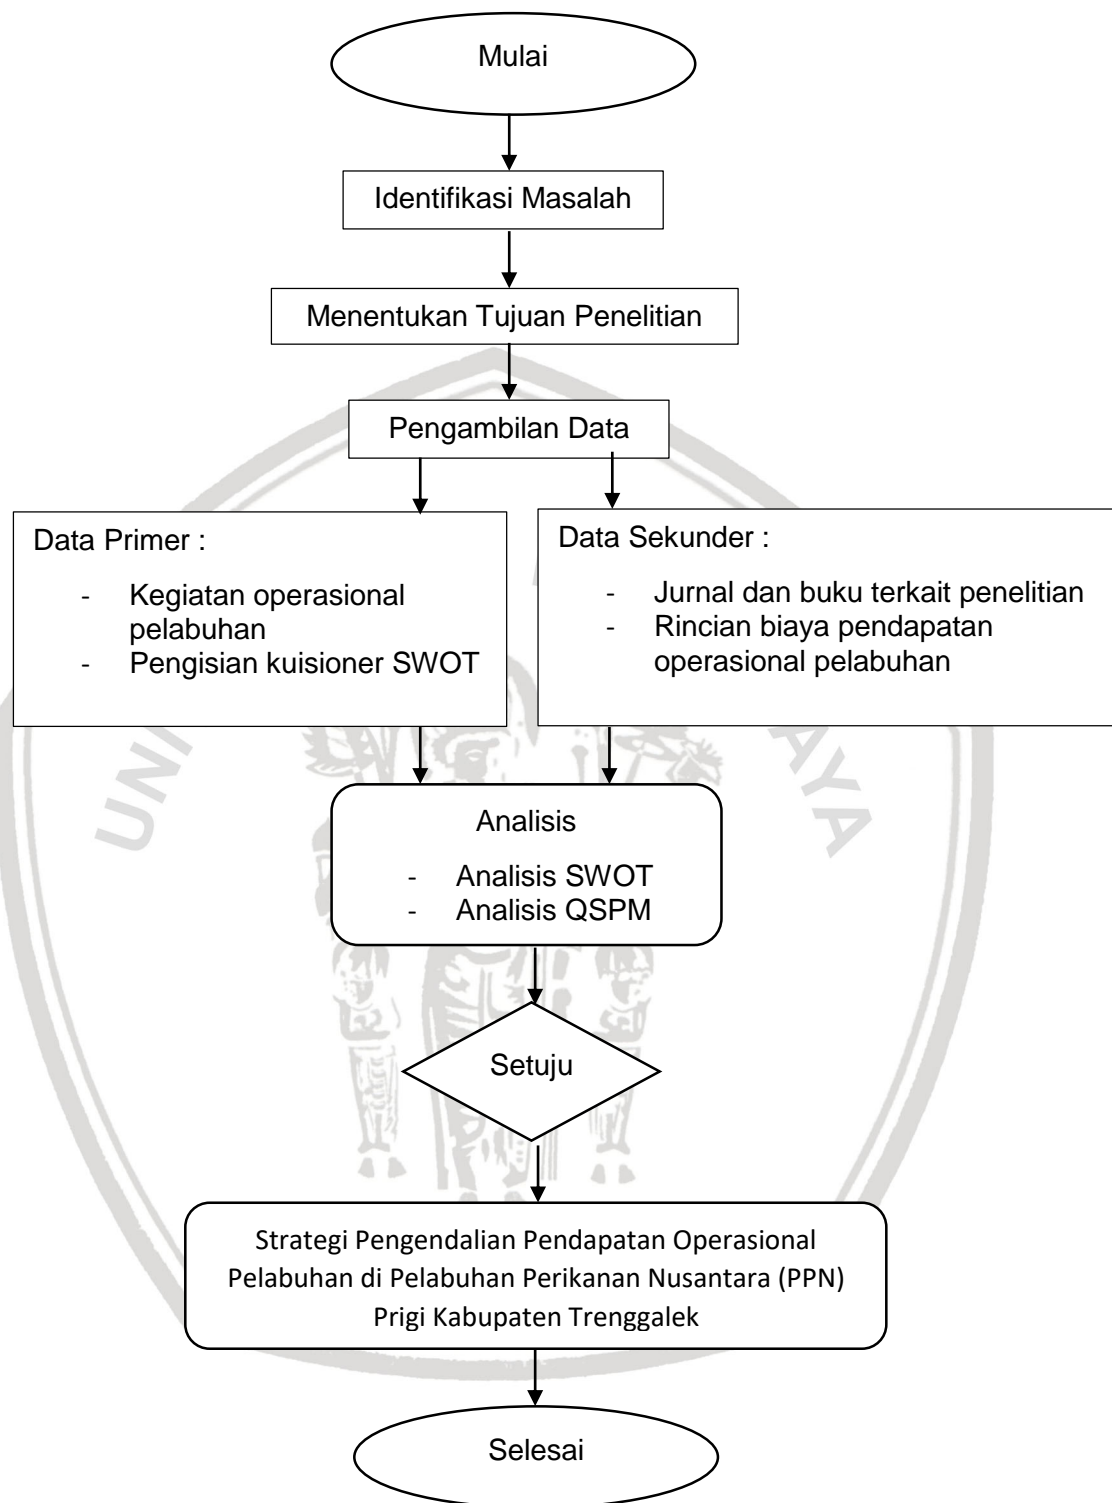 Mulai
Identifikasi Masalah
Menentukan Tujuan Penelitian
Pengambilan Data
Data Primer :
- Kegiatan operasional
pelabuhan
- Pengisian kuisioner SWOT
Data Sekunder :
- Jurnal dan buku terkait penelitian
- Rincian biaya pendapatan
operasional pelabuhan
UNI
AYA
Analisis
- Analisis SWOT
- Analisis QSPM
Setuju
Strategi Pengendalian Pendapatan Operasional
Pelabuhan di Pelabuhan Perikanan Nusantara (PPN)
Prigi Kabupaten Trenggalek
Selesai